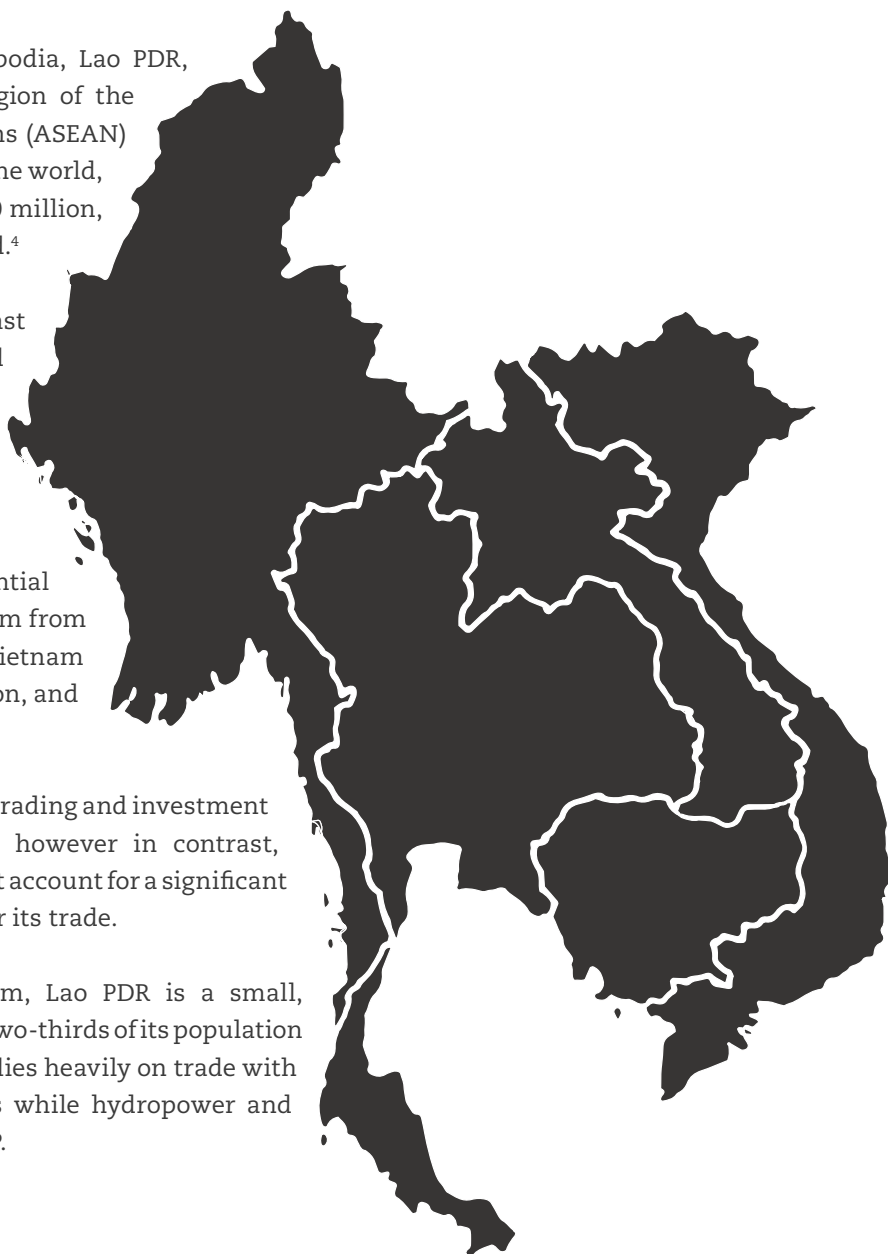 bodia, Lao PDR,
gion of the
ns (ASEAN)
he world,
0 million,
l.⁴
ast
l
ntial
m from
ietnam
on, and
rading and investment
however in contrast,
t account for a significant
r its trade.
m, Lao PDR is a small,
wo-thirds of its population
lies heavily on trade with
s while hydropower and